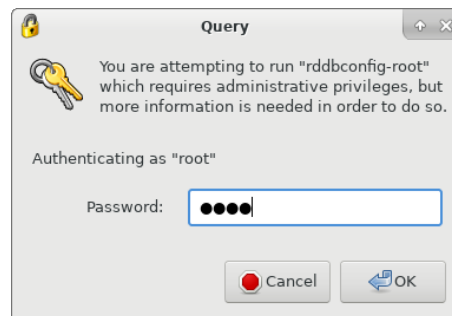 Query
You are attempting to run "rddbconfig-root"
which requires administrative privileges, but
more information is needed in order to do so.
Authenticating as "root"
Password: ●●●●
Cancel OK